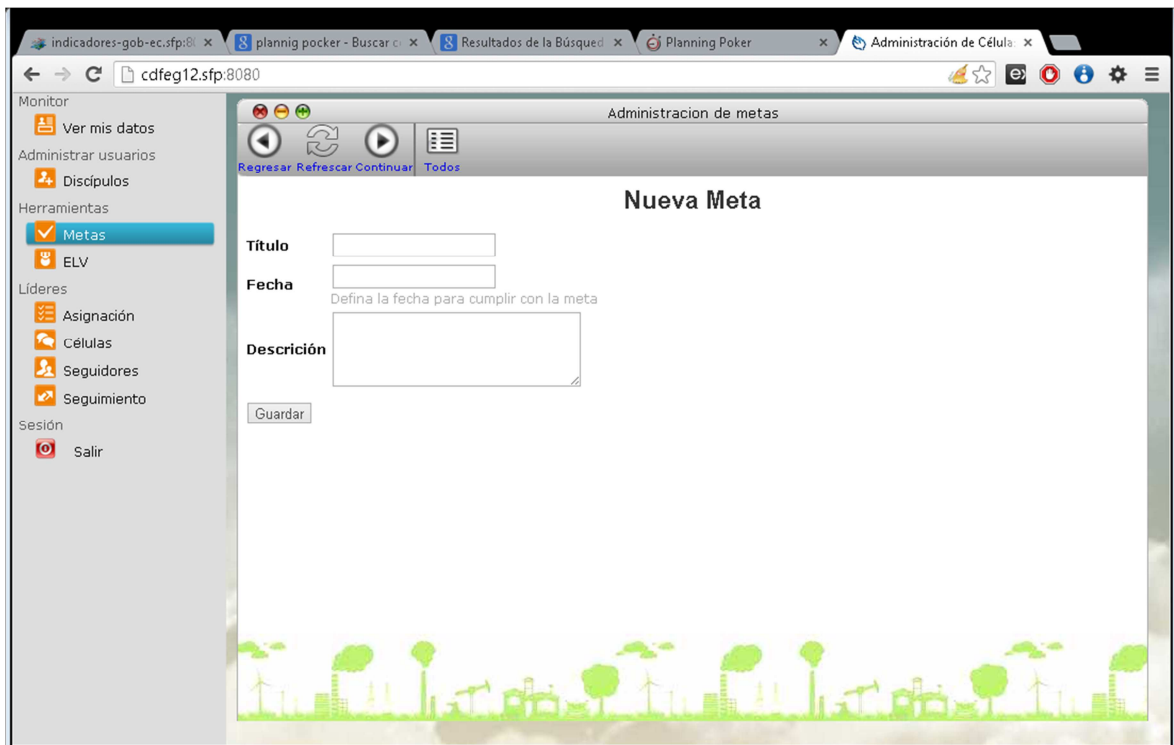 indicadores-gob-ec.sfp:8
plannig pocker - Buscar c
Resultados de la Búsqued
Planning Poker
Administración de Célula
cdfeg12.sfp:8080
Monitor
Ver mis datos
Administrar usuarios
Discípulos
Herramientas
Metas
ELV
Líderes
Asignación
Células
Seguidores
Seguimiento
Sesión
Salir
Administracion de metas
Regresar Refrescar Continuar Todos
Nueva Meta
Título
Fecha
Defina la fecha para cumplir con la meta
Descrición
Guardar